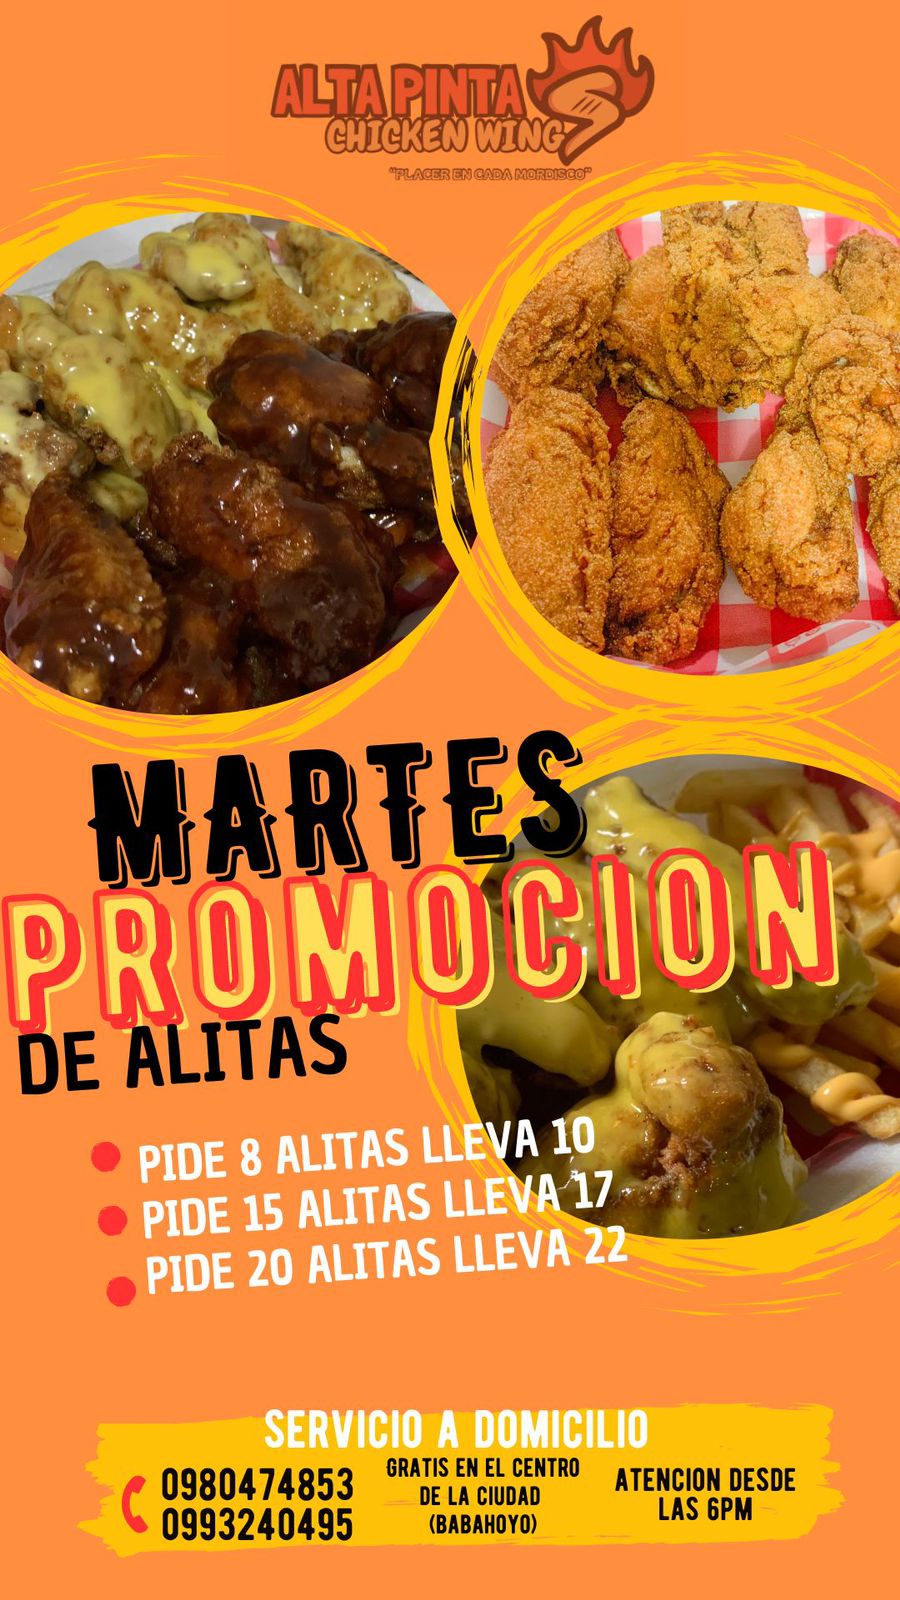 ALTA PINTA
CHICKEN WINGS
"PLACER EN CADA MORDISCO"
MARTES
PROMOCION
DE ALITAS
PIDE 8 ALITAS LLEVA 10
PIDE 15 ALITAS LLEVA 17
PIDE 20 ALITAS LLEVA 22
SERVICIO A DOMICILIO
0980474853
0993240495
GRATIS EN EL CENTRO
DE LA CIUDAD
(BABAHOYO)
ATENCION DESDE
LAS 6PM